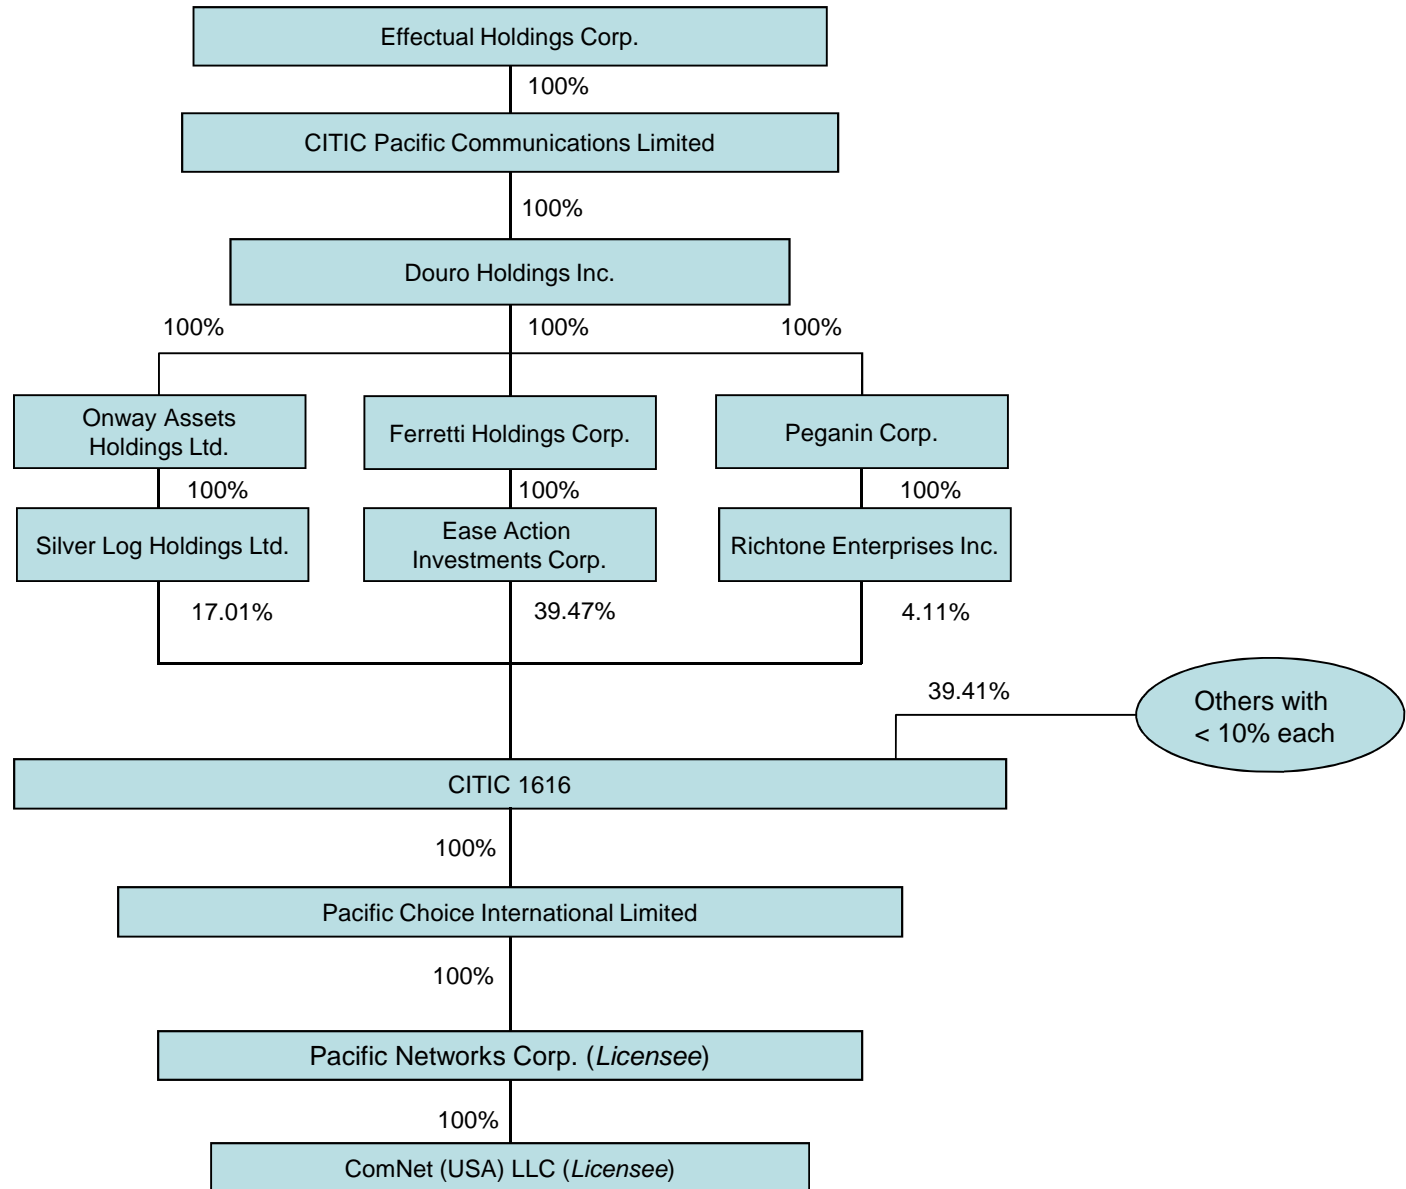 Effectual Holdings Corp.
100%
CITIC Pacific Communications Limited
100%
Douro Holdings Inc.
100%
100%
100%
Onway Assets
Holdings Ltd.
Ferretti Holdings Corp.
Peganin Corp.
100%
100%
100%
Silver Log Holdings Ltd.
Ease Action
Investments Corp.
Richtone Enterprises Inc.
17.01%
39.47%
4.11%
39.41%
Others with
< 10% each
CITIC 1616
100%
Pacific Choice International Limited
100%
Pacific Networks Corp. (Licensee)
100%
ComNet (USA) LLC (Licensee)